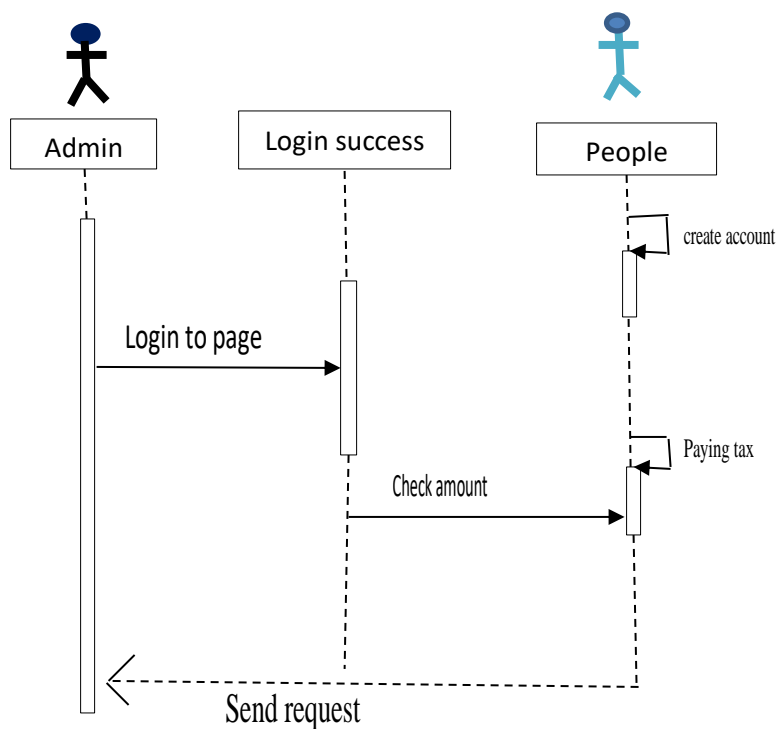 Admin
Login success
People
create account
Login to page
Paying tax
Check amount
Send request